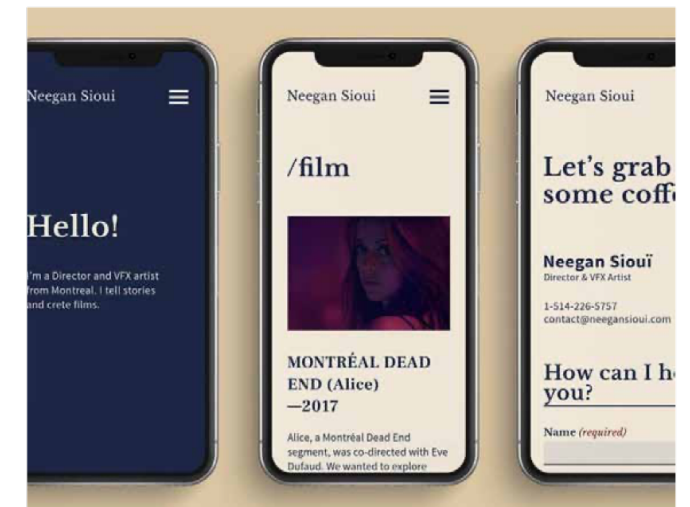 Neegan Sioui
Hello!
I'm a Director and VFX artist
from Montreal. I tell stories
and crete films.
Neegan Sioui
/film
MONTRÉAL DEAD
END (Alice)
—2017
Alice, a Montréal Dead End
segment, was co-directed with Eve
Dufaud. We wanted to explore
Neegan Sioui
Let's grab
some coff
Neegan Siouï
Director & VFX Artist
1-514-226-5757
contact@neegansioui.com
How can I h
you?
Name (required)